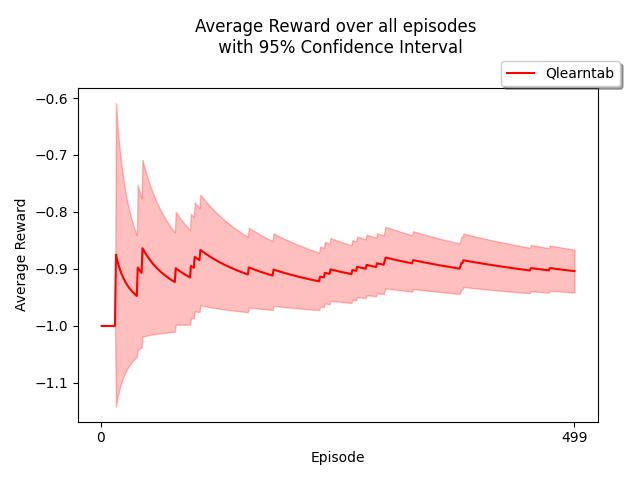 Average Reward over all episodes
with 95% Confidence Interval
Qlearntab
−0.6
−0.7
−0.8
−0.9
−1.0
−1.1
Average Reward
0
499
Episode